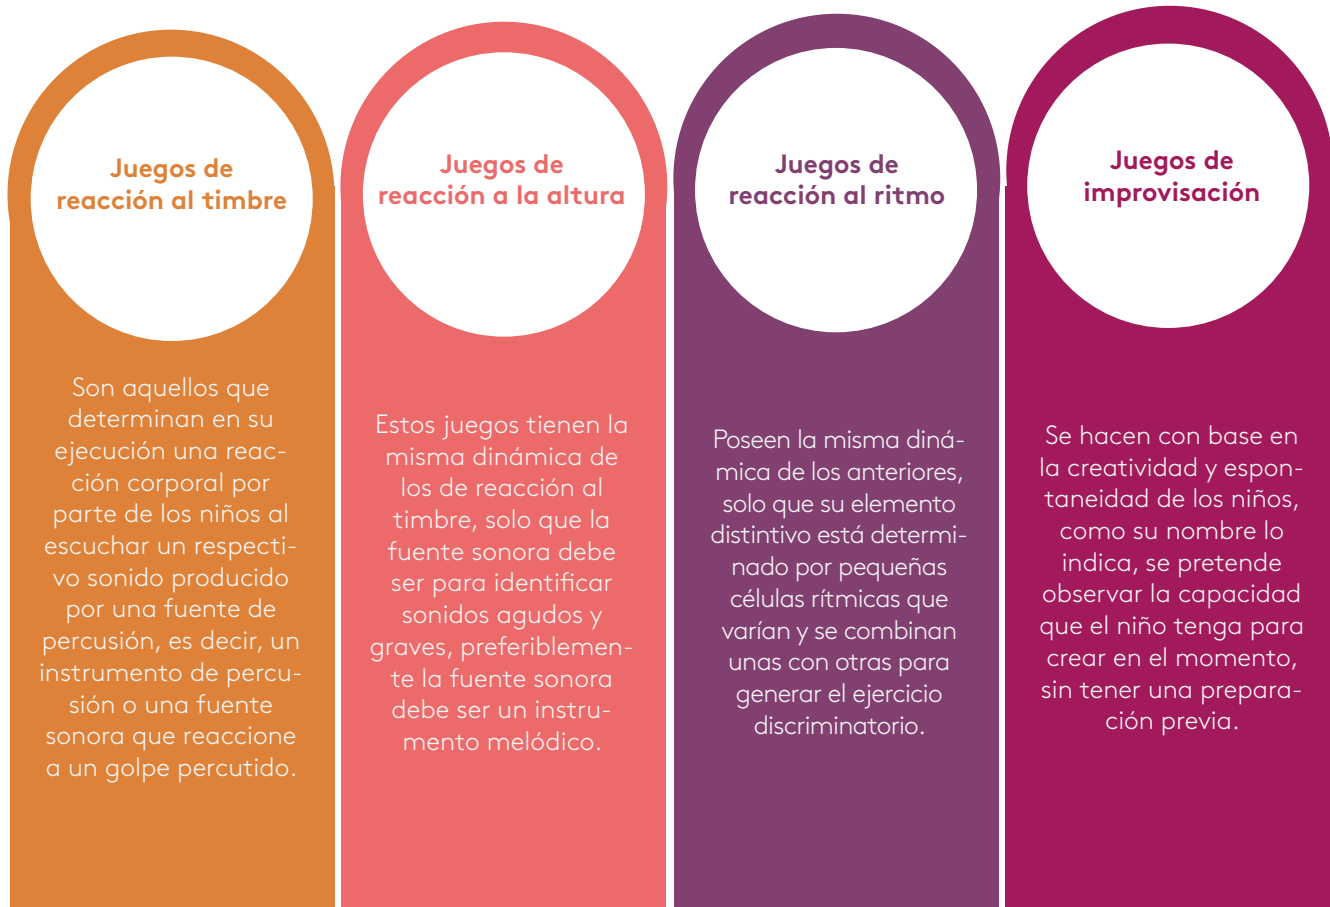 Juegos de
reacción al timbre
Son aquellos que
determinan en su
ejecución una reac-
ción corporal por
parte de los niños al
escuchar un respecti-
vo sonido producido
por una fuente de
percusión, es decir, un
instrumento de percu-
sión o una fuente
sonora que reaccione
a un golpe percutido.
Juegos de
reacción a la altura
Estos juegos tienen la
misma dinámica de
los de reacción al
timbre, solo que la
fuente sonora debe
ser para identificar
sonidos agudos y
graves, preferiblemen-
te la fuente sonora
debe ser un instru-
mento melódico.
Juegos de
reacción al ritmo
Poseen la misma diná-
mica de los anteriores,
solo que su elemento
distintivo está determi-
nado por pequeñas
células rítmicas que
varían y se combinan
unas con otras para
generar el ejercicio
discriminatorio.
Juegos de
improvisación
Se hacen con base en
la creatividad y espon-
taneidad de los niños,
como su nombre lo
indica, se pretende
observar la capacidad
que el niño tenga para
crear en el momento,
sin tener una prepara-
ción previa.